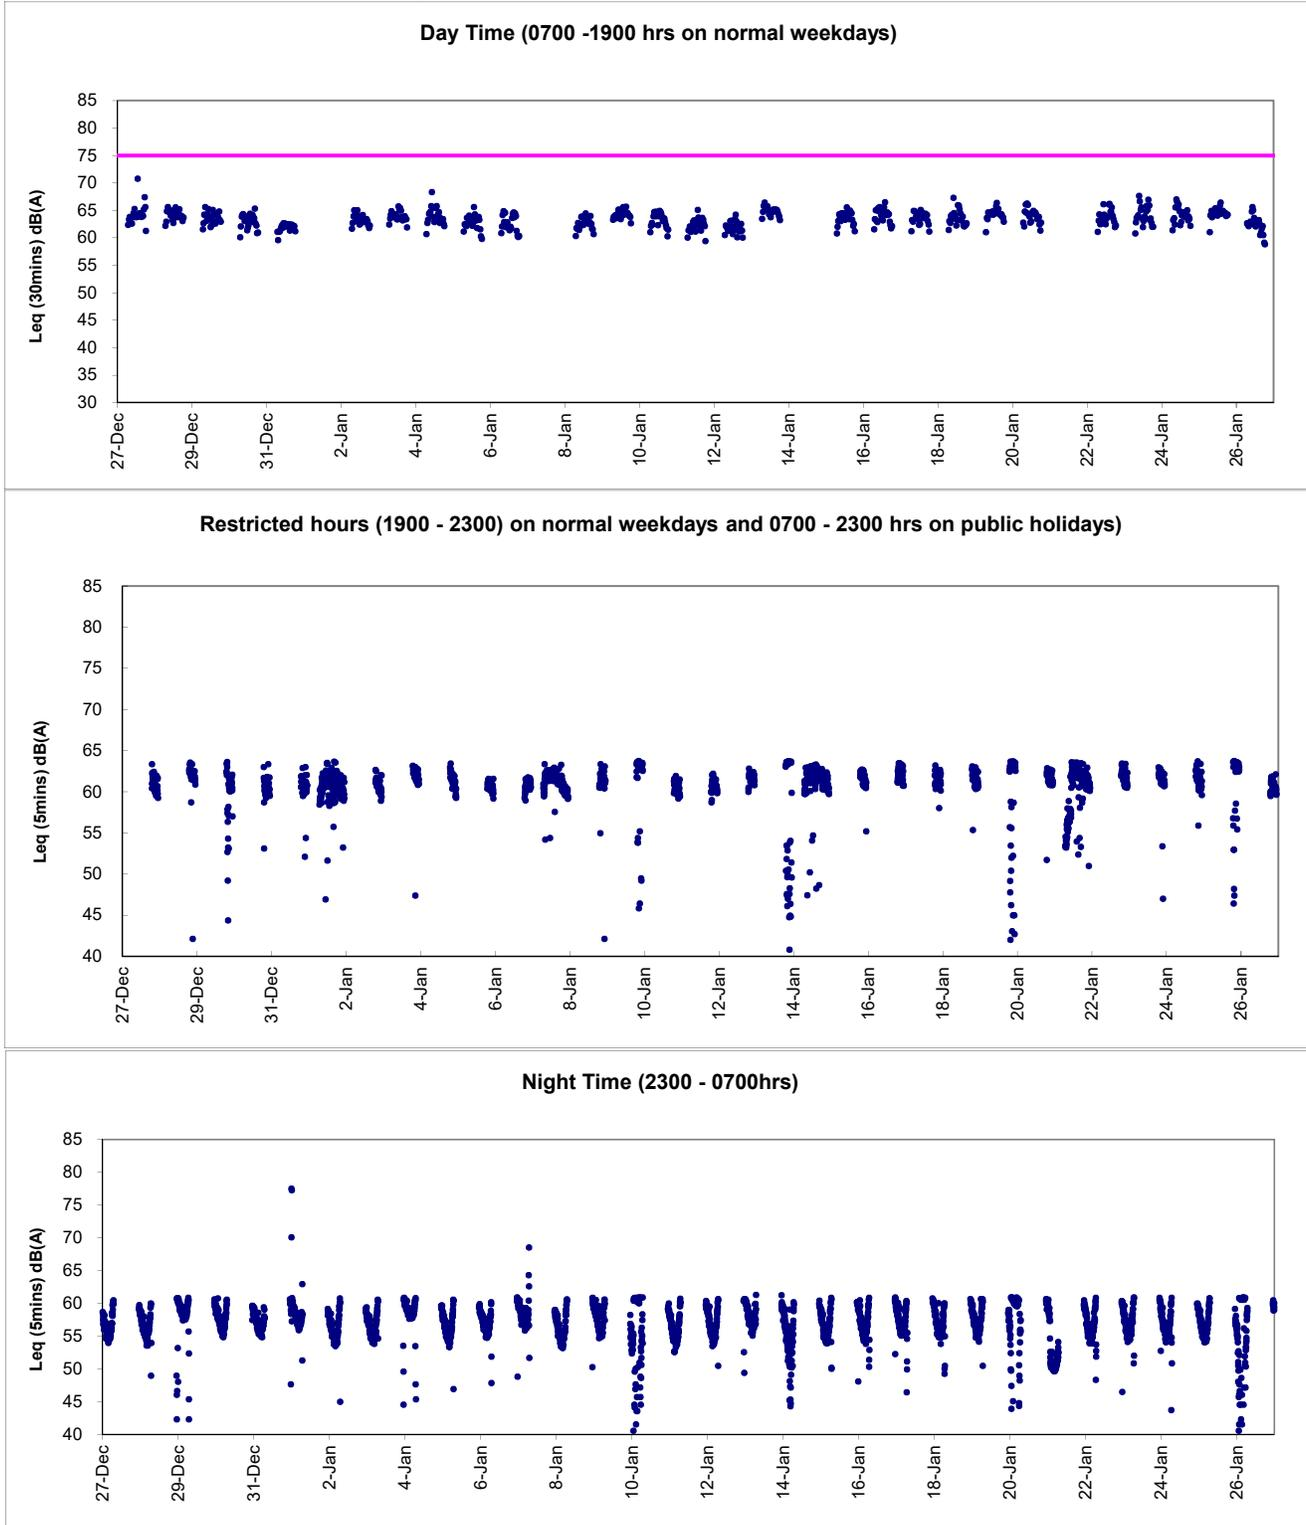 Day Time (0700 -1900 hrs on normal weekdays)
Leq (30mins) dB(A)
85
80
75
70
65
60
55
50
45
40
35
30
27-Dec
29-Dec
31-Dec
2-Jan
4-Jan
6-Jan
8-Jan
10-Jan
12-Jan
14-Jan
16-Jan
18-Jan
20-Jan
22-Jan
24-Jan
26-Jan
Restricted hours (1900 - 2300) on normal weekdays and 0700 - 2300 hrs on public holidays)
Leq (5mins) dB(A)
85
80
75
70
65
60
55
50
45
40
27-Dec
29-Dec
31-Dec
2-Jan
4-Jan
6-Jan
8-Jan
10-Jan
12-Jan
14-Jan
16-Jan
18-Jan
20-Jan
22-Jan
24-Jan
26-Jan
Night Time (2300 - 0700hrs)
Leq (5mins) dB(A)
85
80
75
70
65
60
55
50
45
40
27-Dec
29-Dec
31-Dec
2-Jan
4-Jan
6-Jan
8-Jan
10-Jan
12-Jan
14-Jan
16-Jan
18-Jan
20-Jan
22-Jan
24-Jan
26-Jan